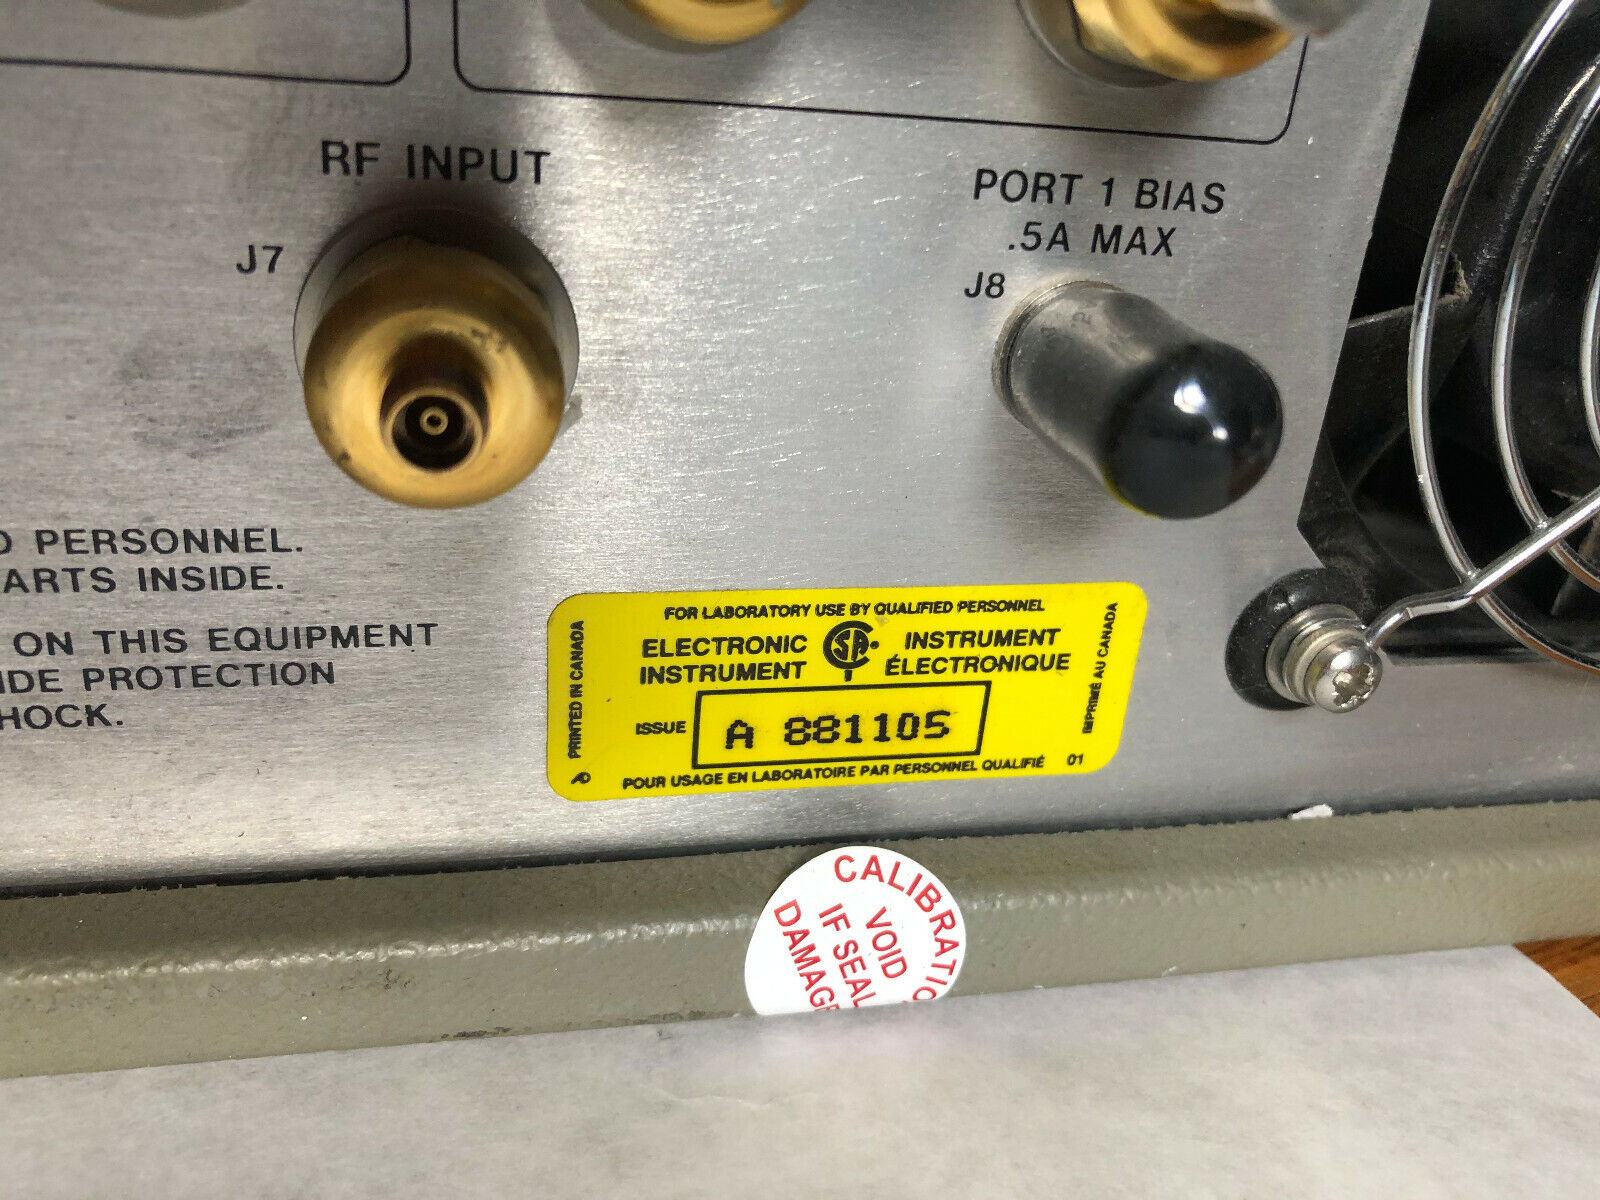 RF INPUT
J7
PORT 1 BIAS
.5A MAX
J8
PERSONNEL.
ARTS INSIDE.
ON THIS EQUIPMENT
IDE PROTECTION
HOCK.
FOR LABORATORY USE BY QUALIFIED PERSONNEL
PRINTED IN CANADA
ELECTRONIC INSTRUMENT
CSA
INSTRUMENT ÉLECTRONIQUE
IMPRIMÉ AU CANADA
ISSUE A 881105
POUR USAGE EN LABORATOIRE PAR PERSONNEL QUALIFIÉ 01
CALIBRATIO
VOID
IF SEAL
DAMAGE